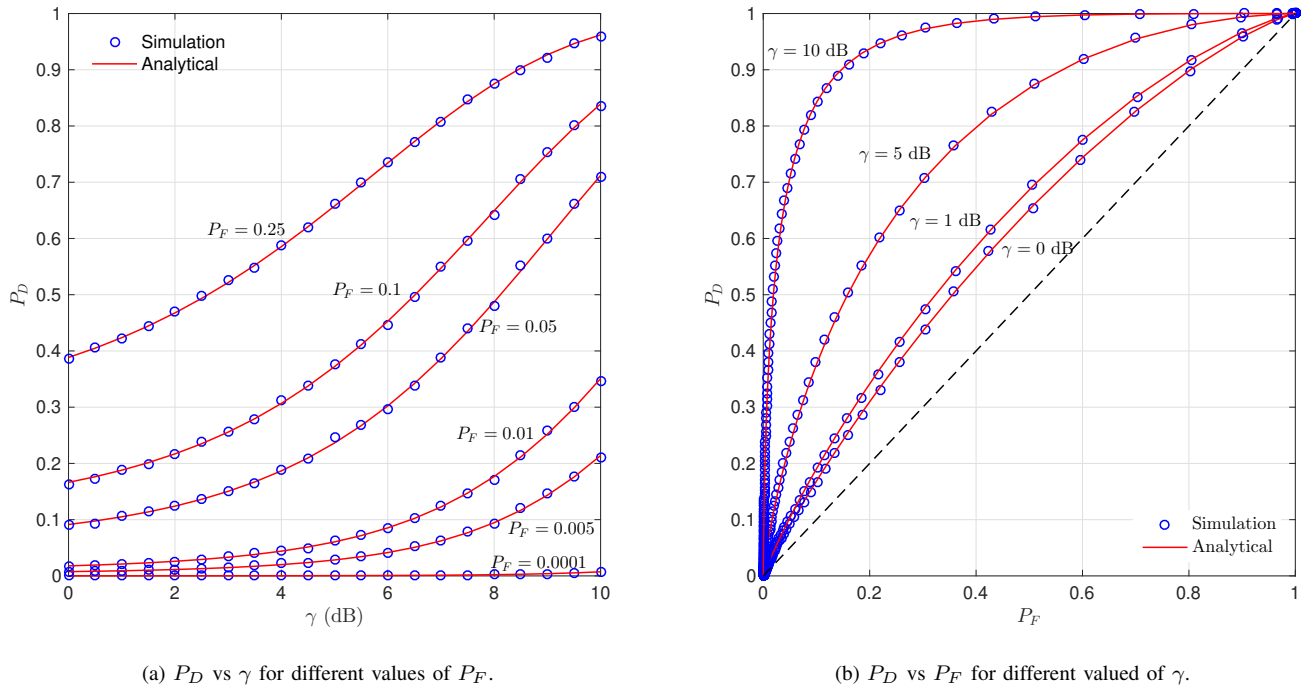 1
0.9
0.8
0.7
0.6
0.5
0.4
0.3
0.2
0.1
0
P_D
Simulation
Analytical
P_F = 0.25
P_F = 0.1
P_F = 0.05
P_F = 0.01
P_F = 0.005
P_F = 0.0001
0 2 4 6 8 10
γ (dB)
(a) P_D vs γ for different values of P_F.
1
0.9
0.8
0.7
0.6
0.5
0.4
0.3
0.2
0.1
0
P_D
γ = 10 dB
γ = 5 dB
γ = 1 dB
γ = 0 dB
Simulation
Analytical
0 0.2 0.4 0.6 0.8 1
P_F
(b) P_D vs P_F for different valued of γ.